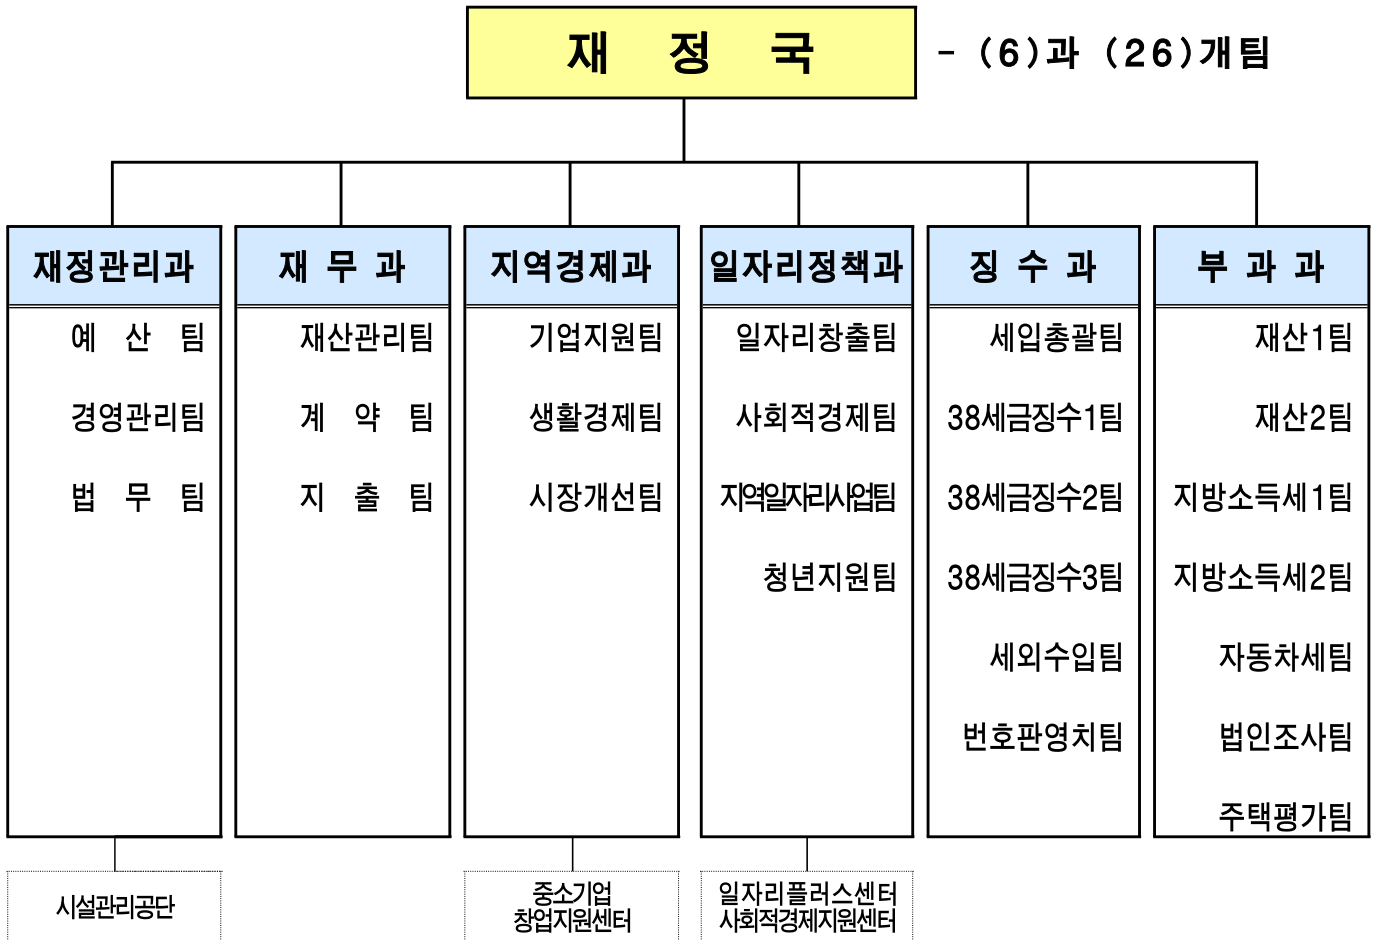 재 정 국 - (6)과 (26)개팀
재정관리과
예 산 팀
경영관리팀
법 무 팀
시설관리공단
재 무 과
재산관리팀
계 약 팀
지 출 팀
지역경제과
기업지원팀
생활경제팀
시장개선팀
중소기업
창업지원센터
일자리정책과
일자리창출팀
사회적경제팀
지역일자리사업팀
청년지원팀
일자리플러스센터
사회적경제지원센터
징 수 과
세입총괄팀
38세금징수1팀
38세금징수2팀
38세금징수3팀
세외수입팀
번호판영치팀
부 과 과
재산1팀
재산2팀
지방소득세1팀
지방소득세2팀
자동차세팀
법인조사팀
주택평가팀